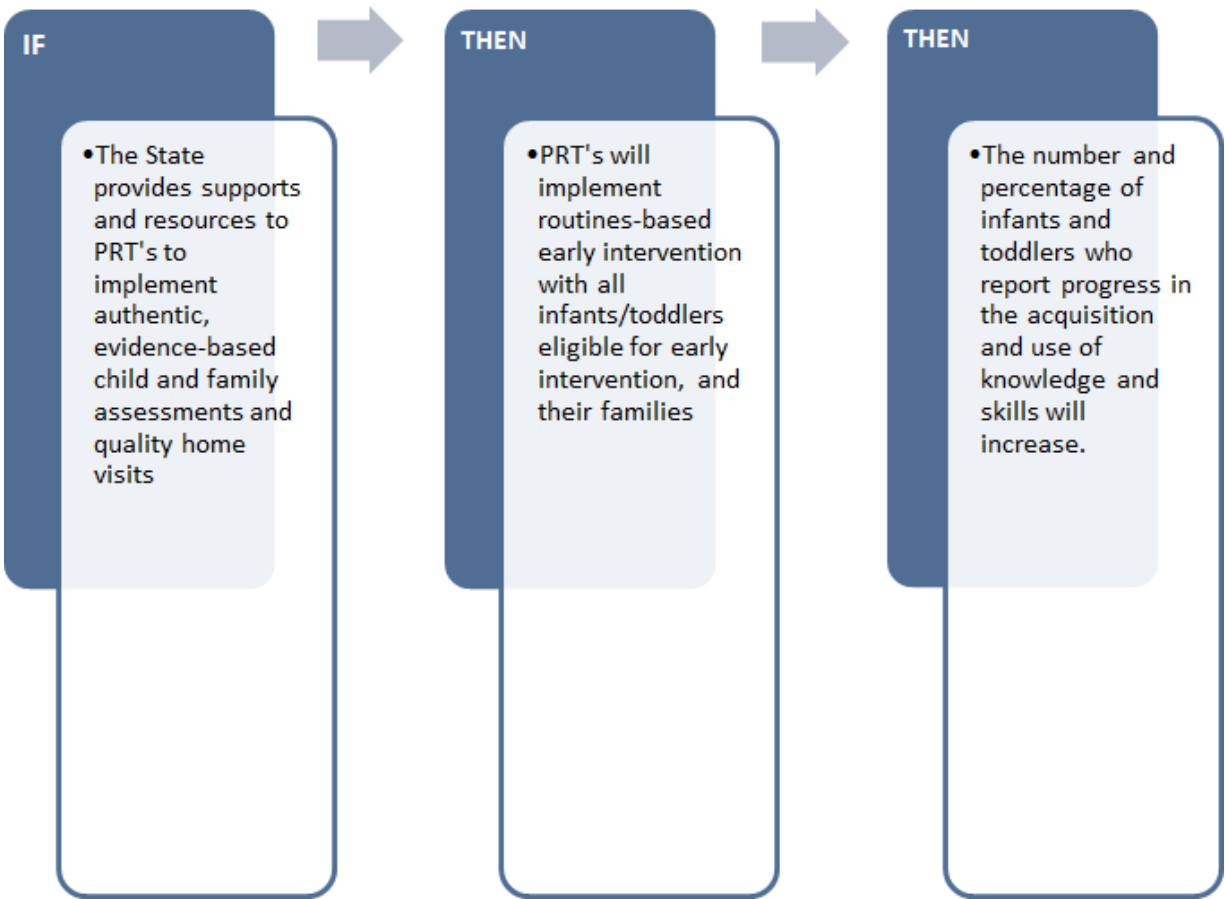 IF
•The State
provides supports
and resources to
PRT's to
implement
authentic,
evidence-based
child and family
assessments and
quality home
visits
THEN
•PRT's will
implement
routines-based
early intervention
with all
infants/toddlers
eligible for early
intervention, and
their families
THEN
•The number and
percentage of
infants and
toddlers who
report progress in
the acquisition
and use of
knowledge and
skills will
increase.